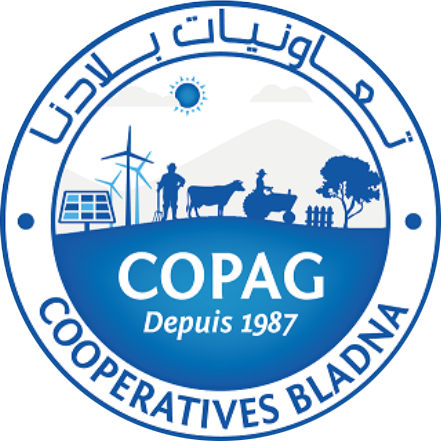 تعاونيات بلادنا
COPAG
Depuis 1987
COOPERATIVES BLADNA